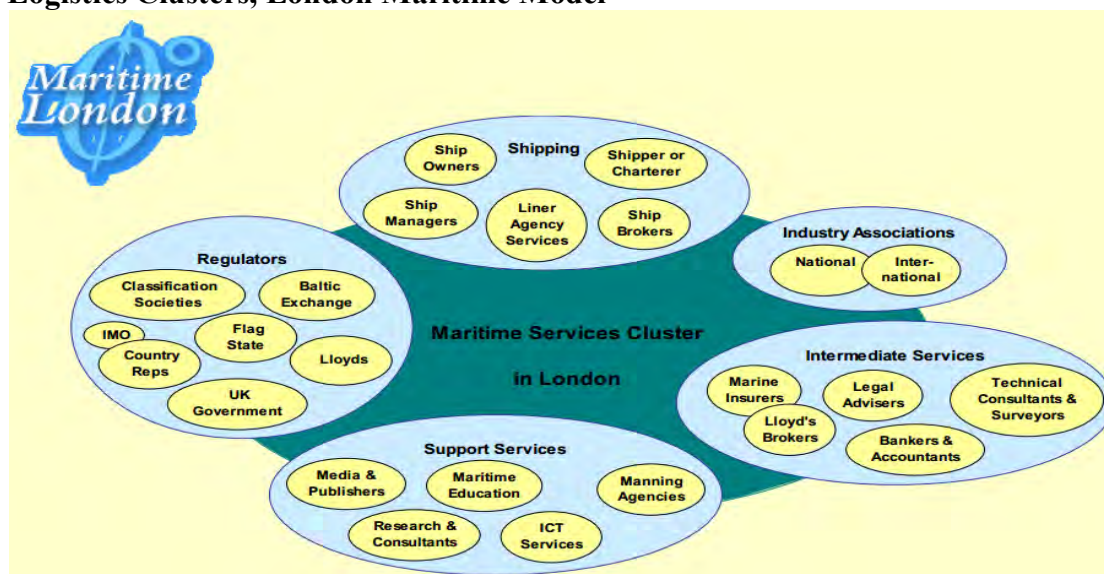 Logistics Clusters, London Maritime Model
Maritime
London
Shipping
Ship
Owners
Shipper or
Charterer
Ship
Managers
Liner
Agency
Services
Ship
Brokers
Industry Associations
National
Inter-
national
Regulators
Classification
Societies
Baltic
Exchange
IMO
Country
Reps
Flag
State
Lloyds
UK
Government
Maritime Services Cluster
in London
Intermediate Services
Marine
Insurers
Lloyd's
Brokers
Legal
Advisers
Technical
Consultants &
Surveyors
Bankers &
Accountants
Support Services
Media &
Publishers
Maritime
Education
Manning
Agencies
Research &
Consultants
ICT
Services